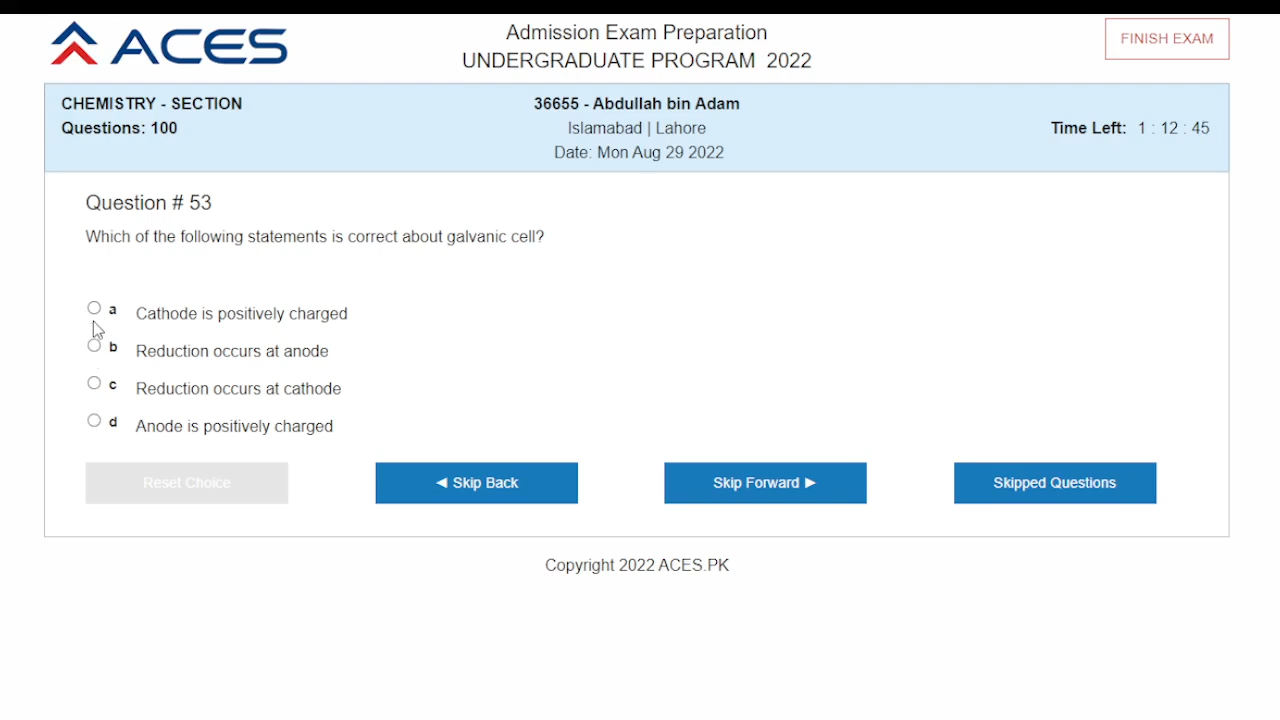 ACES
Admission Exam Preparation
UNDERGRADUATE PROGRAM 2022
FINISH EXAM
CHEMISTRY - SECTION
Questions: 100
36655 - Abdullah bin Adam
Islamabad | Lahore
Date: Mon Aug 29 2022
Time Left: 1 : 12 : 45
Question # 53
Which of the following statements is correct about galvanic cell?
a Cathode is positively charged
b Reduction occurs at anode
c Reduction occurs at cathode
d Anode is positively charged
Reset Choice
◄ Skip Back
Skip Forward ►
Skipped Questions
Copyright 2022 ACES.PK